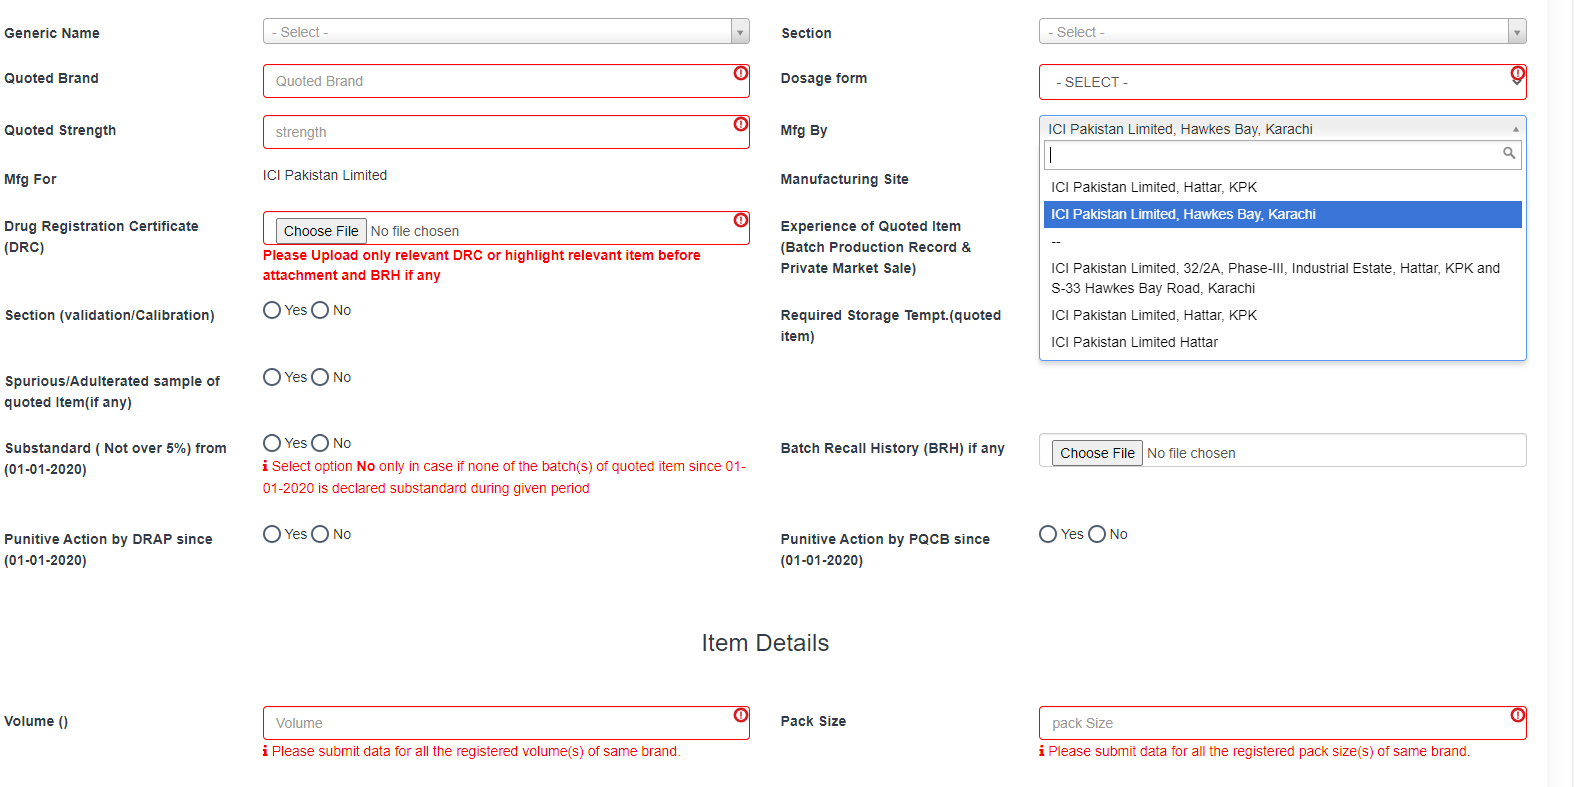 Generic Name
- Select -
Section
- Select -
Quoted Brand
Quoted Brand
Dosage form
- SELECT -
Quoted Strength
strength
Mfg By
ICI Pakistan Limited, Hawkes Bay, Karachi
ICI Pakistan Limited, Hattar, KPK
ICI Pakistan Limited, Hawkes Bay, Karachi
--
ICI Pakistan Limited, 32/2A, Phase-III, Industrial Estate, Hattar, KPK and
S-33 Hawkes Bay Road, Karachi
ICI Pakistan Limited, Hattar, KPK
ICI Pakistan Limited Hattar
Mfg For
ICI Pakistan Limited
Manufacturing Site
Drug Registration Certificate
(DRC)
Choose File No file chosen
Please Upload only relevant DRC or highlight relevant item before
attachment and BRH if any
Experience of Quoted Item
(Batch Production Record &
Private Market Sale)
Section (validation/Calibration)
Yes No
Required Storage Tempt.(quoted
item)
Spurious/Adulterated sample of
quoted Item(if any)
Yes No
Substandard ( Not over 5%) from
(01-01-2020)
Yes No
Select option No only in case if none of the batch(s) of quoted item since 01-
01-2020 is declared substandard during given period
Batch Recall History (BRH) if any
Choose File No file chosen
Punitive Action by DRAP since
(01-01-2020)
Yes No
Punitive Action by PQCB since
(01-01-2020)
Yes No
Item Details
Volume ()
Volume
Please submit data for all the registered volume(s) of same brand.
Pack Size
pack Size
Please submit data for all the registered pack size(s) of same brand.